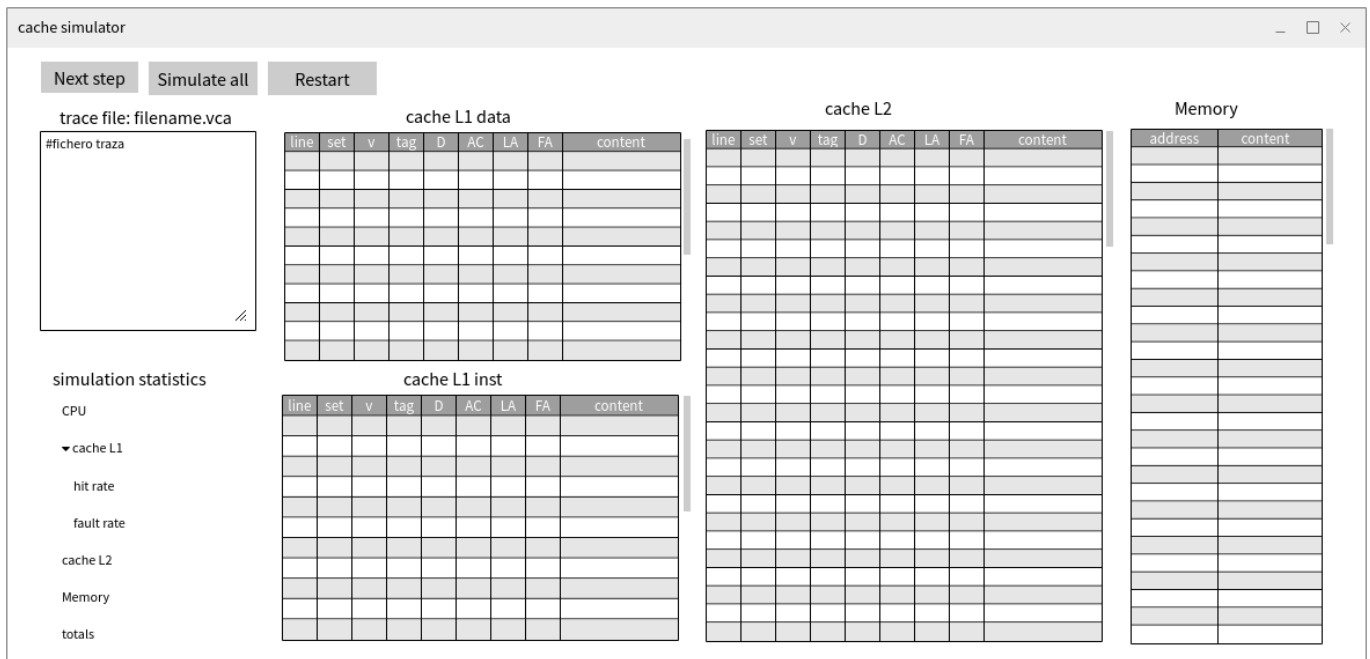 cache simulator
Next step
Simulate all
Restart
trace file: filename.vca
#fichero traza
cache L1 data
line set v tag D AC LA FA content
cache L1 inst
line set v tag D AC LA FA content
cache L2
line set v tag D AC LA FA content
Memory
address content
simulation statistics
CPU
cache L1
hit rate
fault rate
cache L2
Memory
totals